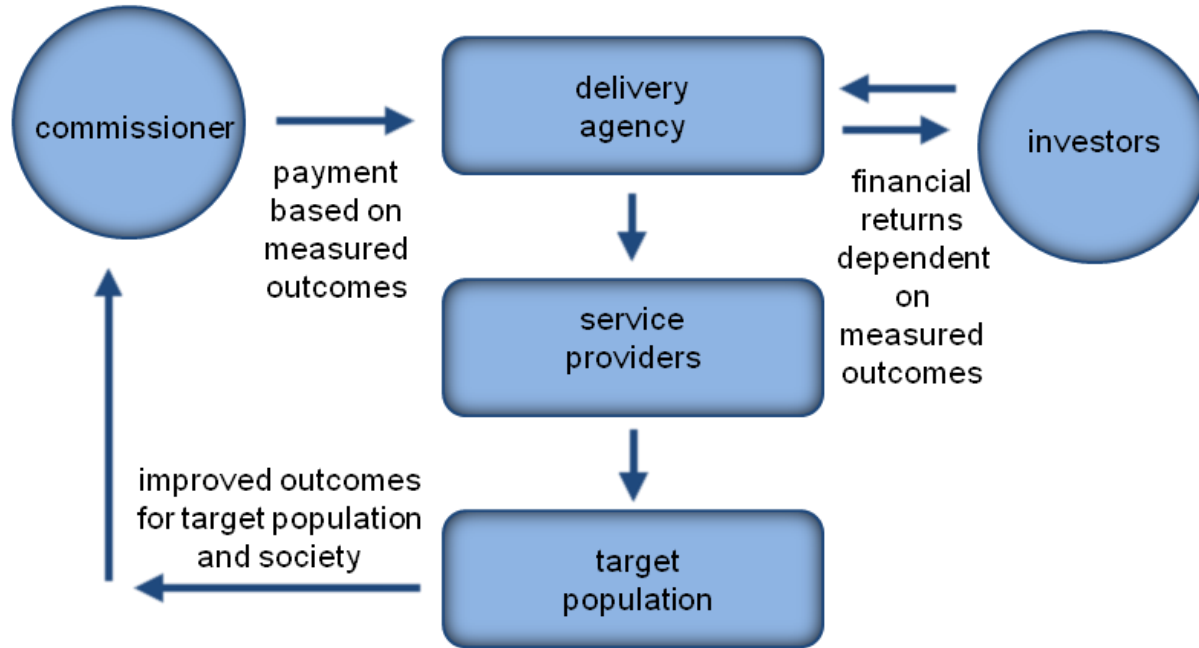 commissioner
payment
based on
measured
outcomes
delivery
agency
financial
returns
dependent
on
measured
outcomes
investors
service
providers
improved outcomes
for target population
and society
target
population